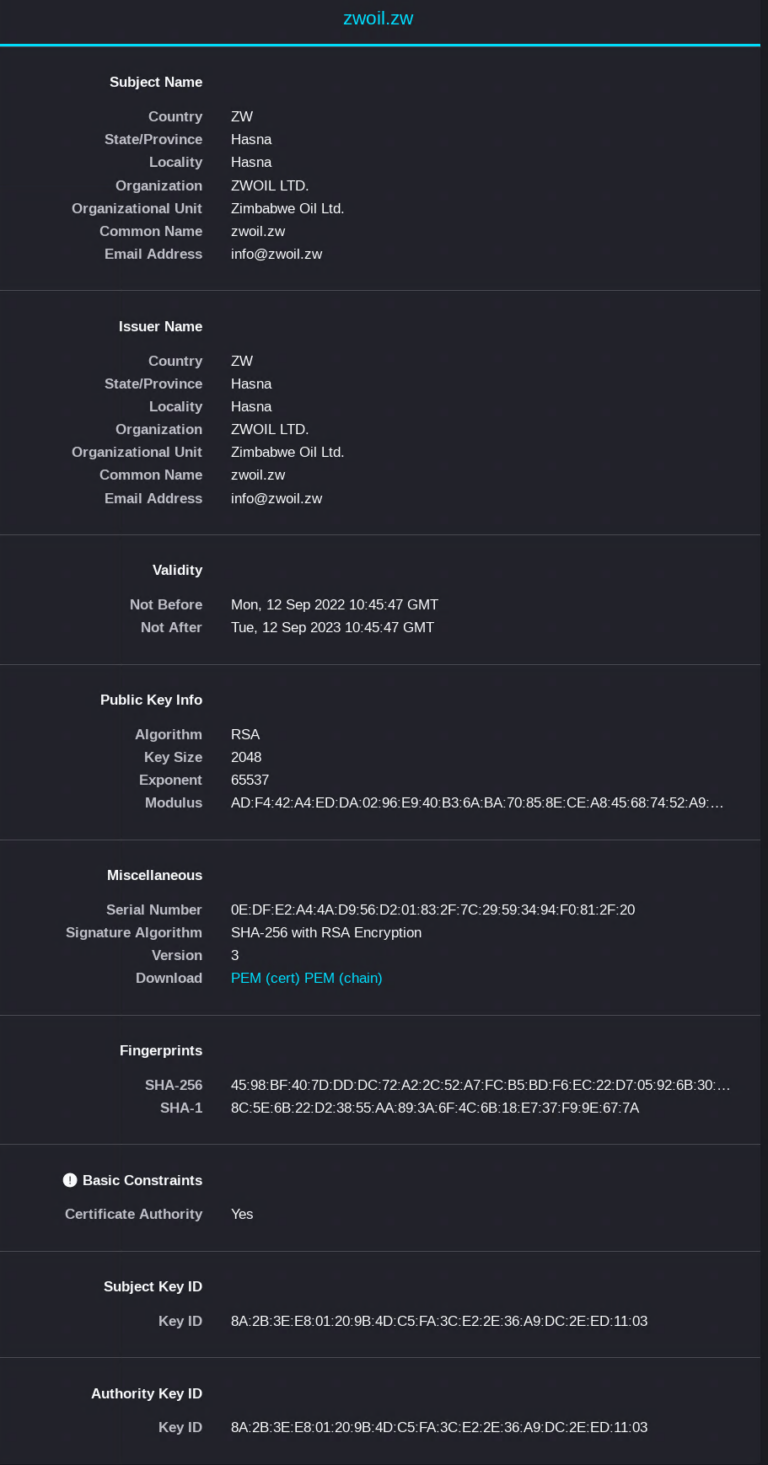 zwoil.zw
Subject Name
Country ZW
State/Province Hasna
Locality Hasna
Organization ZWOIL LTD.
Organizational Unit Zimbabwe Oil Ltd.
Common Name zwoil.zw
Email Address info@zwoil.zw
Issuer Name
Country ZW
State/Province Hasna
Locality Hasna
Organization ZWOIL LTD.
Organizational Unit Zimbabwe Oil Ltd.
Common Name zwoil.zw
Email Address info@zwoil.zw
Validity
Not Before Mon, 12 Sep 2022 10:45:47 GMT
Not After Tue, 12 Sep 2023 10:45:47 GMT
Public Key Info
Algorithm RSA
Key Size 2048
Exponent 65537
Modulus AD:F4:42:A4:ED:DA:02:96:E9:40:B3:6A:BA:70:85:8E:CE:A8:45:68:74:52:A9:…
Miscellaneous
Serial Number 0E:DF:E2:A4:4A:D9:56:D2:01:83:2F:7C:29:59:34:94:F0:81:2F:20
Signature Algorithm SHA-256 with RSA Encryption
Version 3
Download PEM (cert) PEM (chain)
Fingerprints
SHA-256 45:98:BF:40:7D:DD:DC:72:A2:2C:52:A7:FC:B5:BD:F6:EC:22:D7:05:92:6B:30:…
SHA-1 8C:5E:6B:22:D2:38:55:AA:89:3A:6F:4C:6B:18:E7:37:F9:9E:67:7A
Basic Constraints
Certificate Authority Yes
Subject Key ID
Key ID 8A:2B:3E:E8:01:20:9B:4D:C5:FA:3C:E2:2E:36:A9:DC:2E:ED:11:03
Authority Key ID
Key ID 8A:2B:3E:E8:01:20:9B:4D:C5:FA:3C:E2:2E:36:A9:DC:2E:ED:11:03